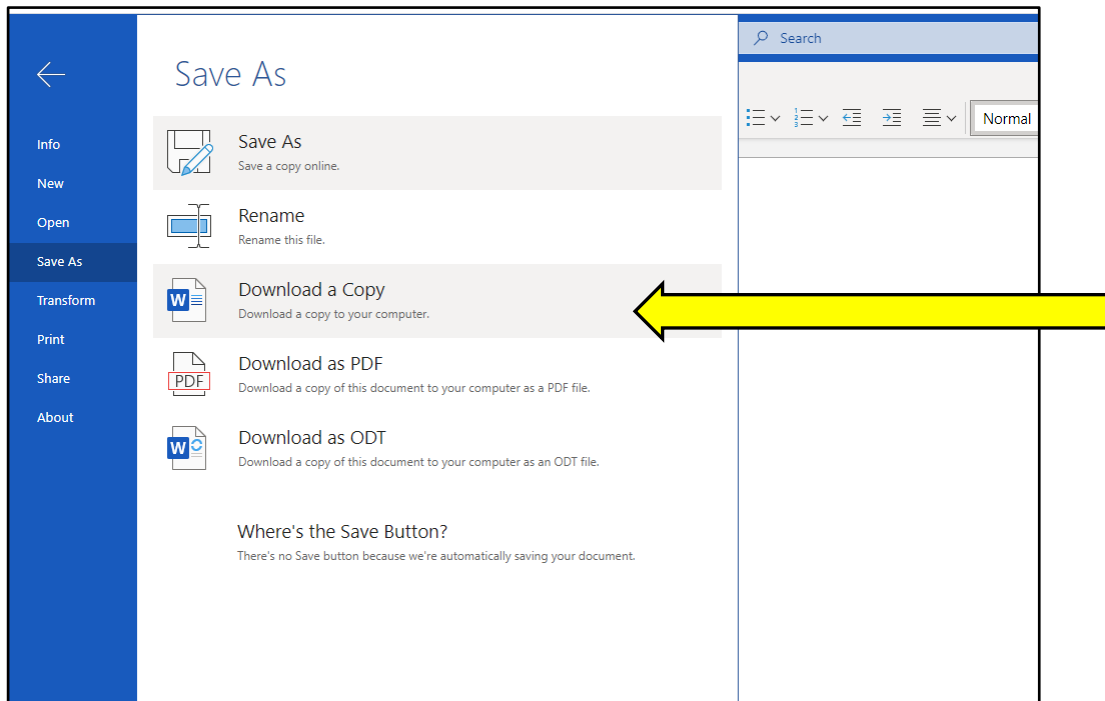 Search
Save As
Normal
Info
New
Open
Save As
Transform
Print
Share
About
Save As
Save a copy online.
Rename
Rename this file.
W
Download a Copy
Download a copy to your computer.
PDF
Download as PDF
Download a copy of this document to your computer as a PDF file.
W
Download as ODT
Download a copy of this document to your computer as an ODT file.
Where's the Save Button?
There's no Save button because we're automatically saving your document.